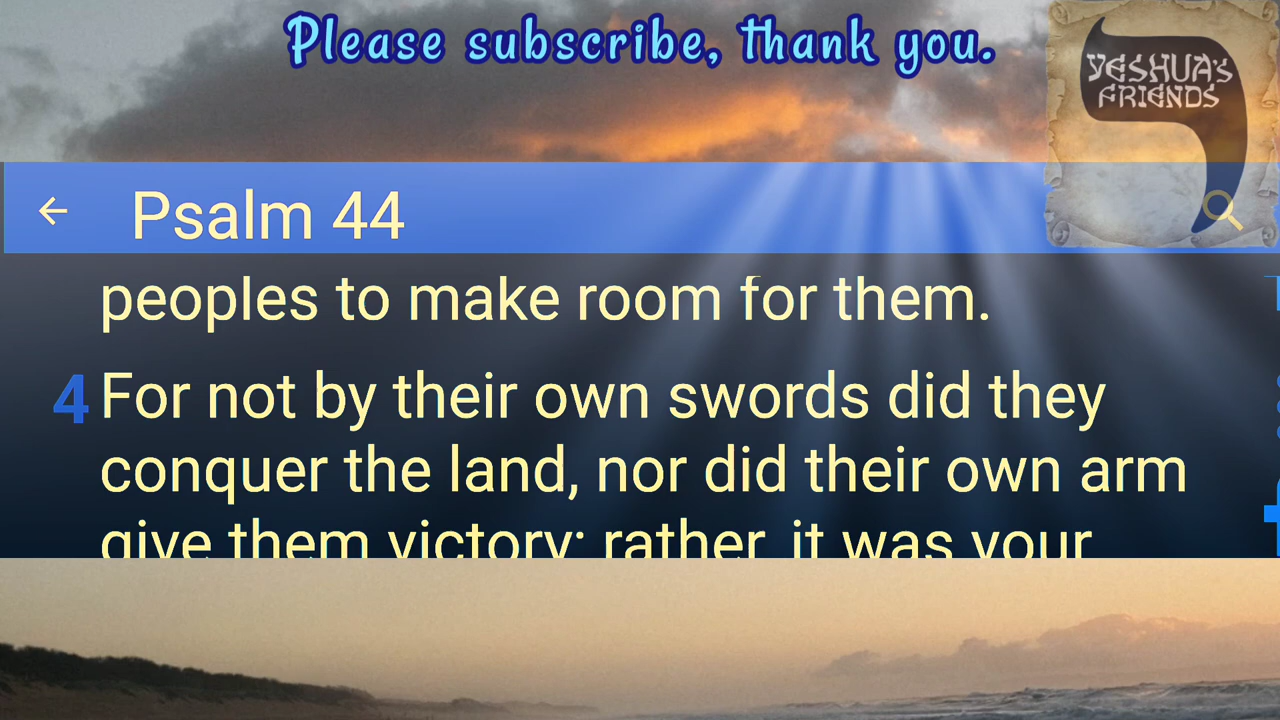 Please subscribe, thank you.
YESHUA'S
FRIENDS
Psalm 44
peoples to make room for them.
4 For not by their own swords did they
conquer the land, nor did their own arm
give them victory; rather, it was your